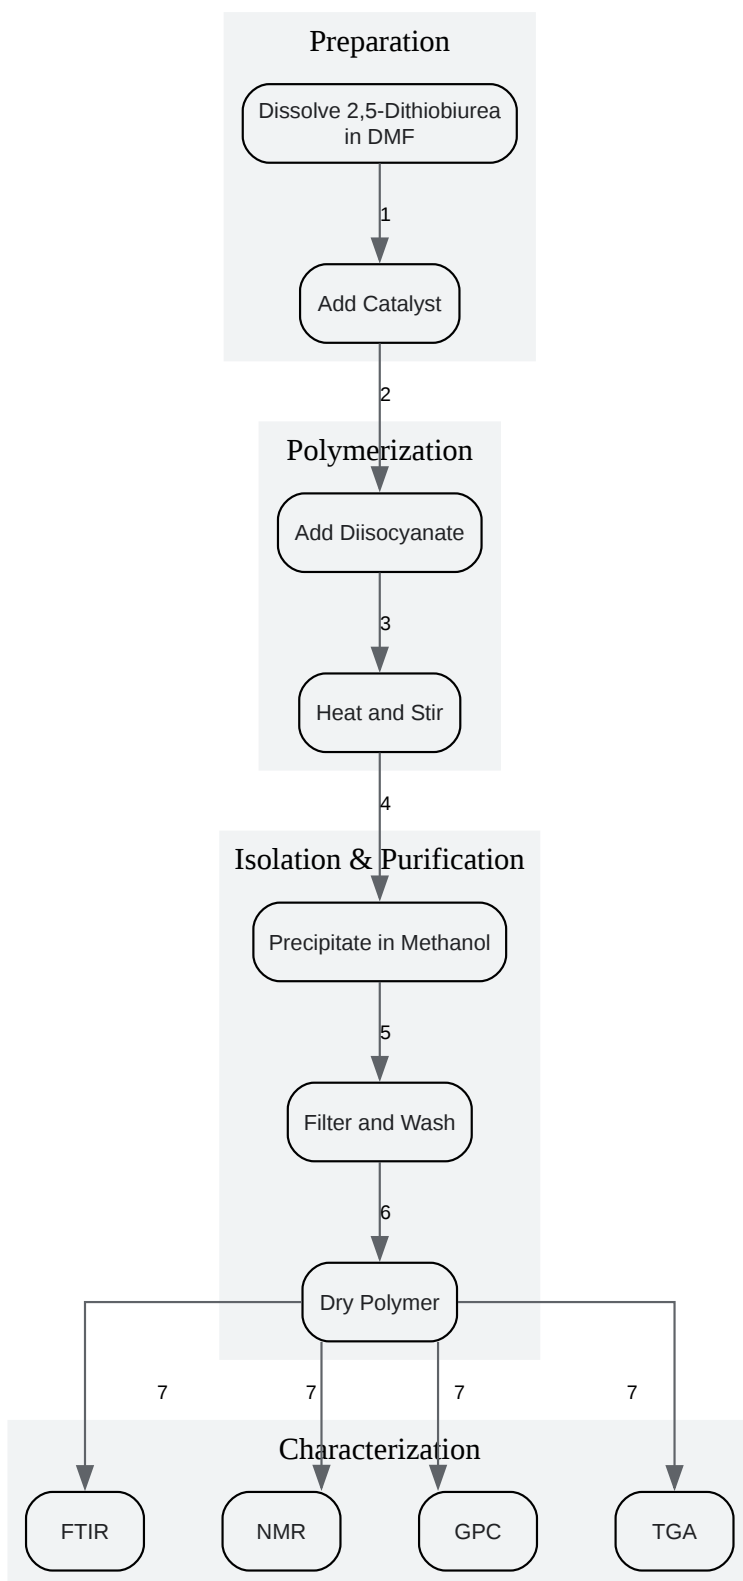 Preparation
Dissolve 2,5-Dithiobiurea
in DMF
1
Add Catalyst
2
Polymerization
Add Diisocyanate
3
Heat and Stir
4
Isolation & Purification
Precipitate in Methanol
5
Filter and Wash
6
Dry Polymer
7 7 7 7
Characterization
FTIR NMR GPC TGA